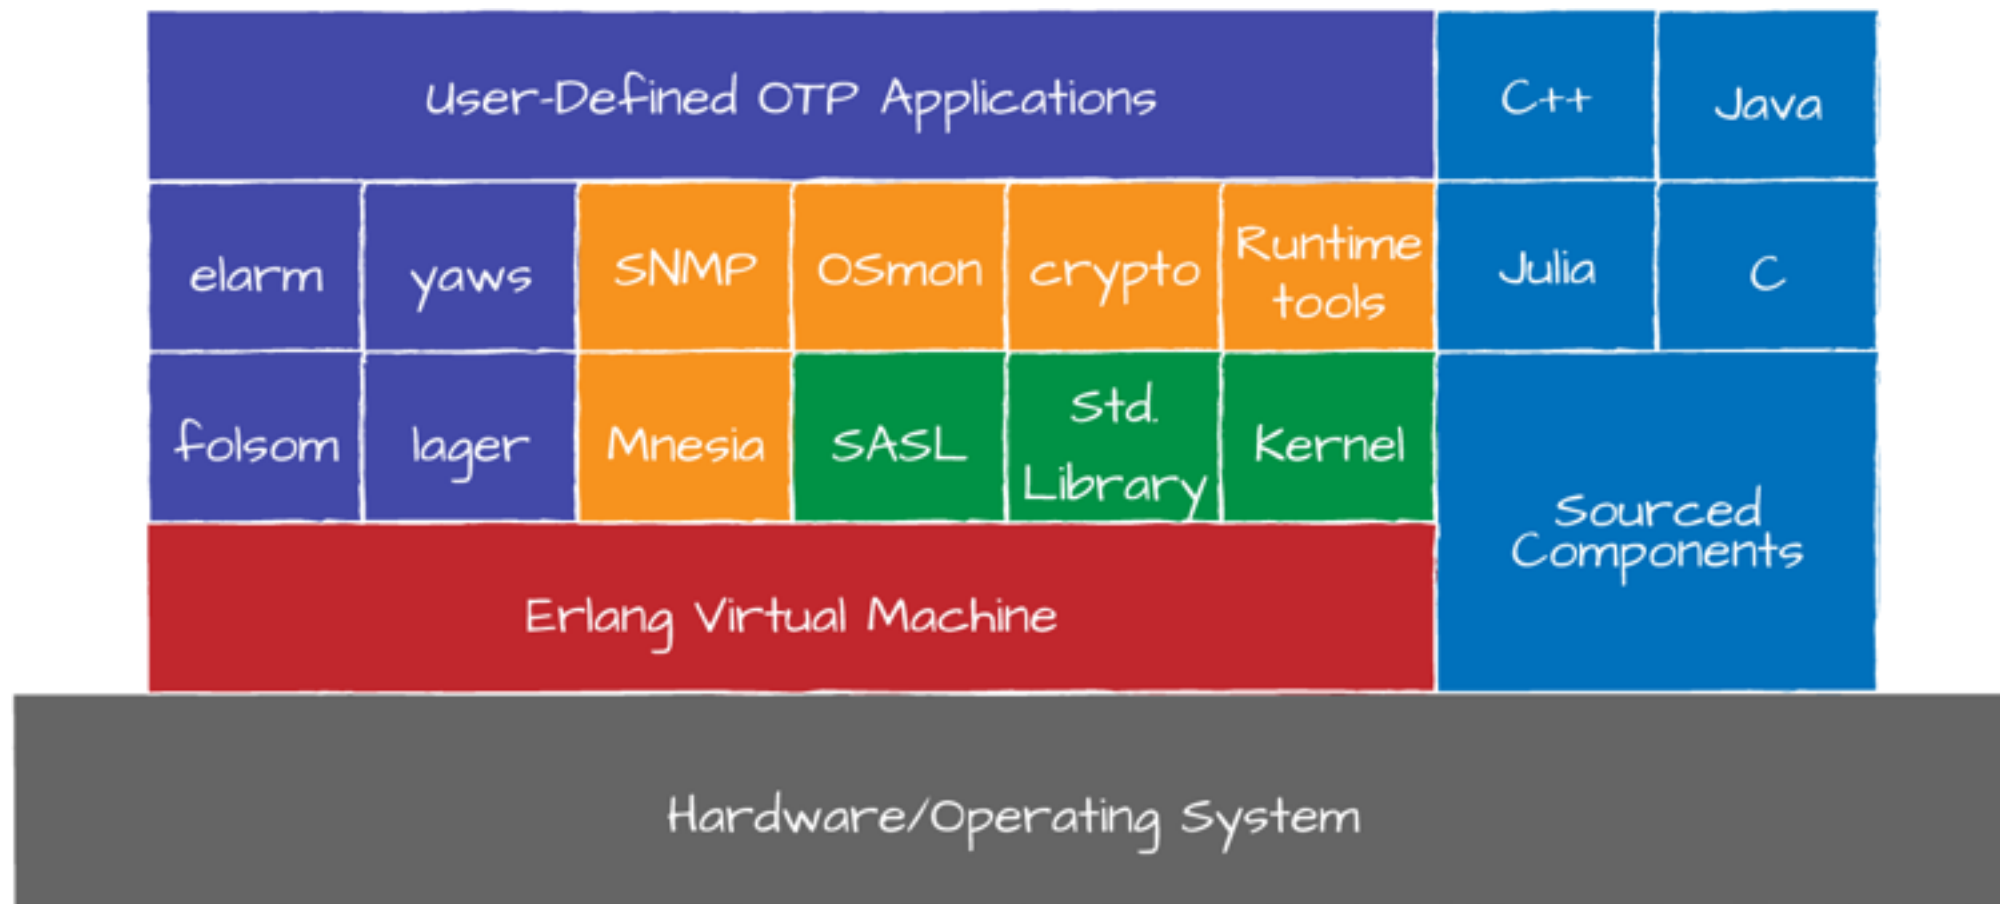 User-Defined OTP Applications
C++
Java
elarm
yaws
SNMP
OSmon
crypto
Runtime
tools
Julia
C
folsom
lager
Mnesia
SASL
Std.
Library
Kernel
Sourced
Components
Erlang Virtual Machine
Hardware/Operating System